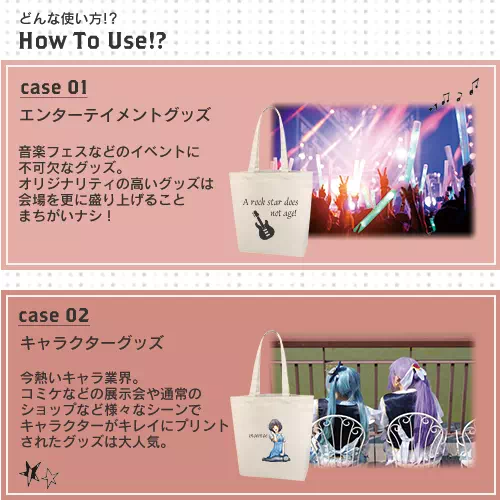 どんな使い方!?
How To Use!?
case 01
エンターテイメントグッズ
音楽フェスなどのイベントに
不可欠なグッズ。
オリジナリティの高いグッズは
会場を更に盛り上げること
まちがいナシ！
A rock star does
not age!
case 02
キャラクターグッズ
今熱いキャラ業界。
コミケなどの展示会や通常の
ショップなど様々なシーンで
キャラクターがキレイにプリント
されたグッズは大人気。